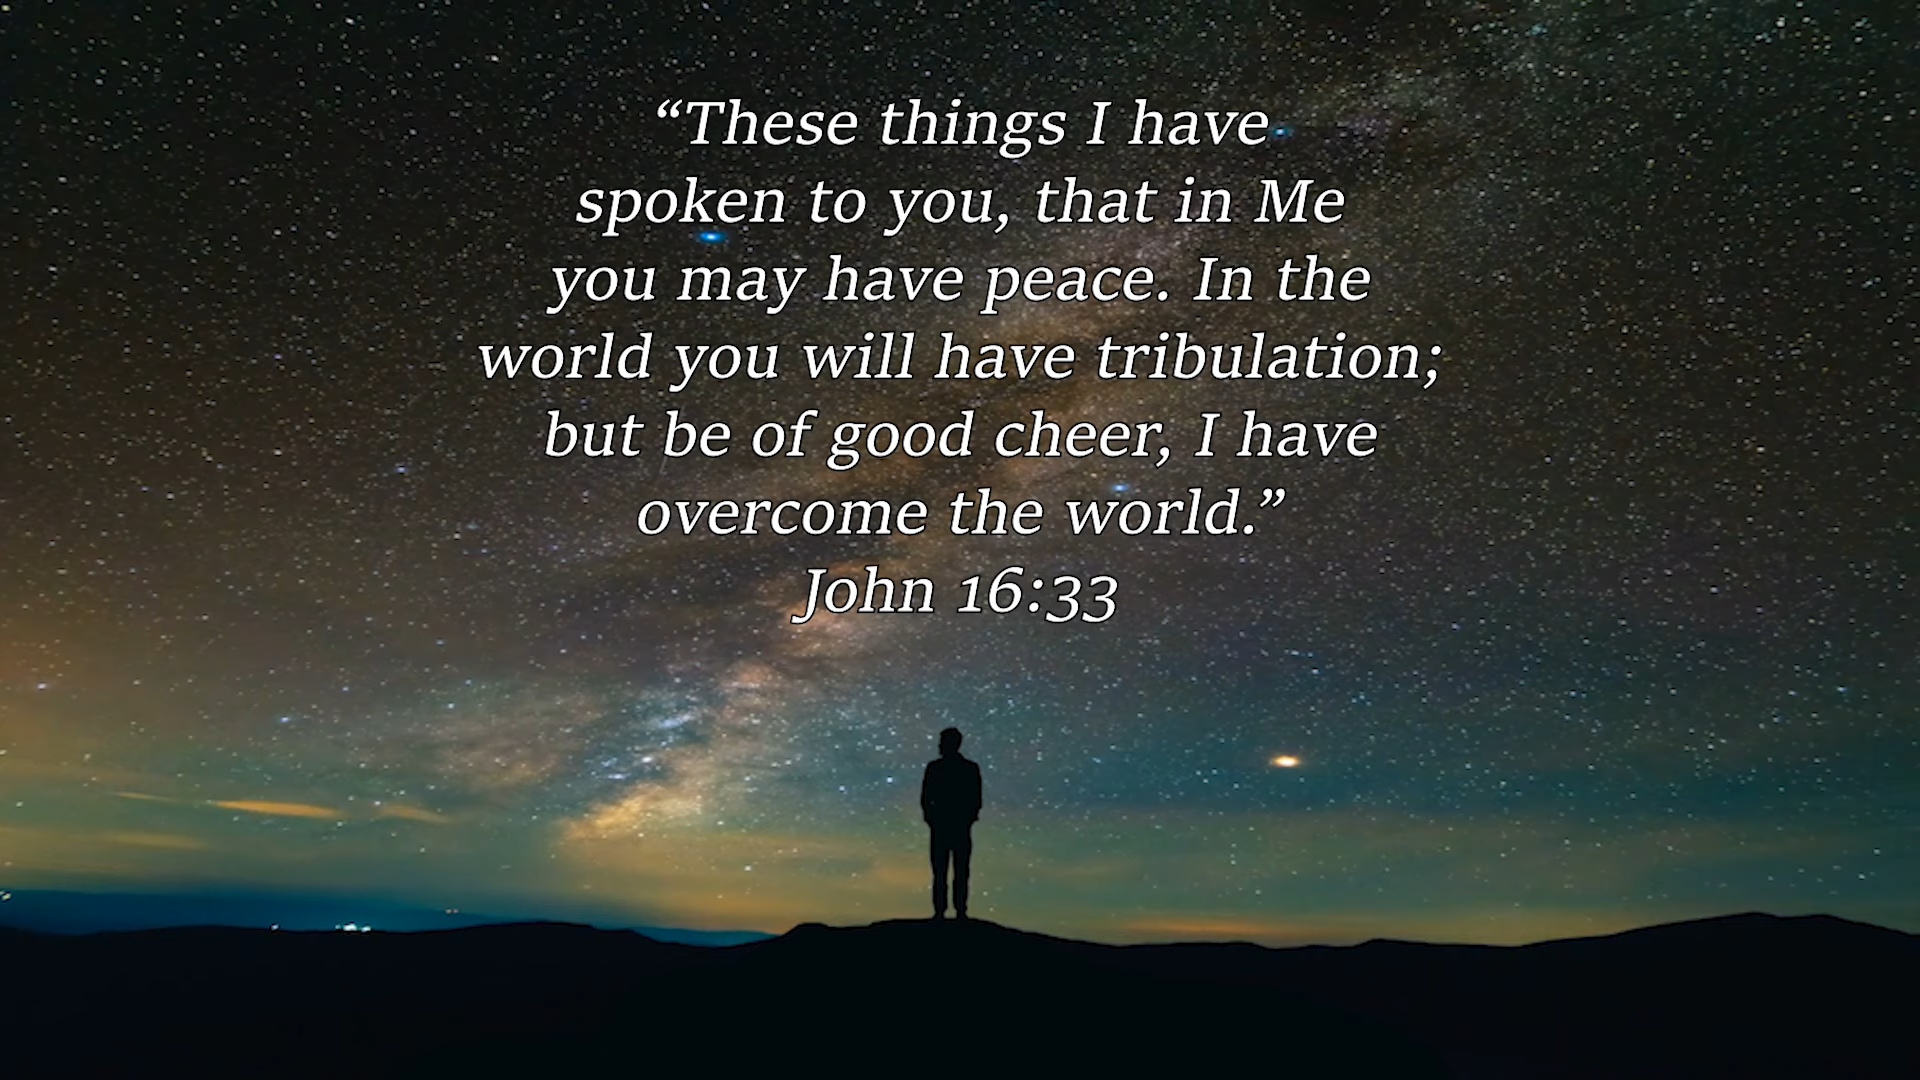 “These things I have
spoken to you, that in Me
you may have peace. In the
world you will have tribulation;
but be of good cheer, I have
overcome the world.”
John 16:33